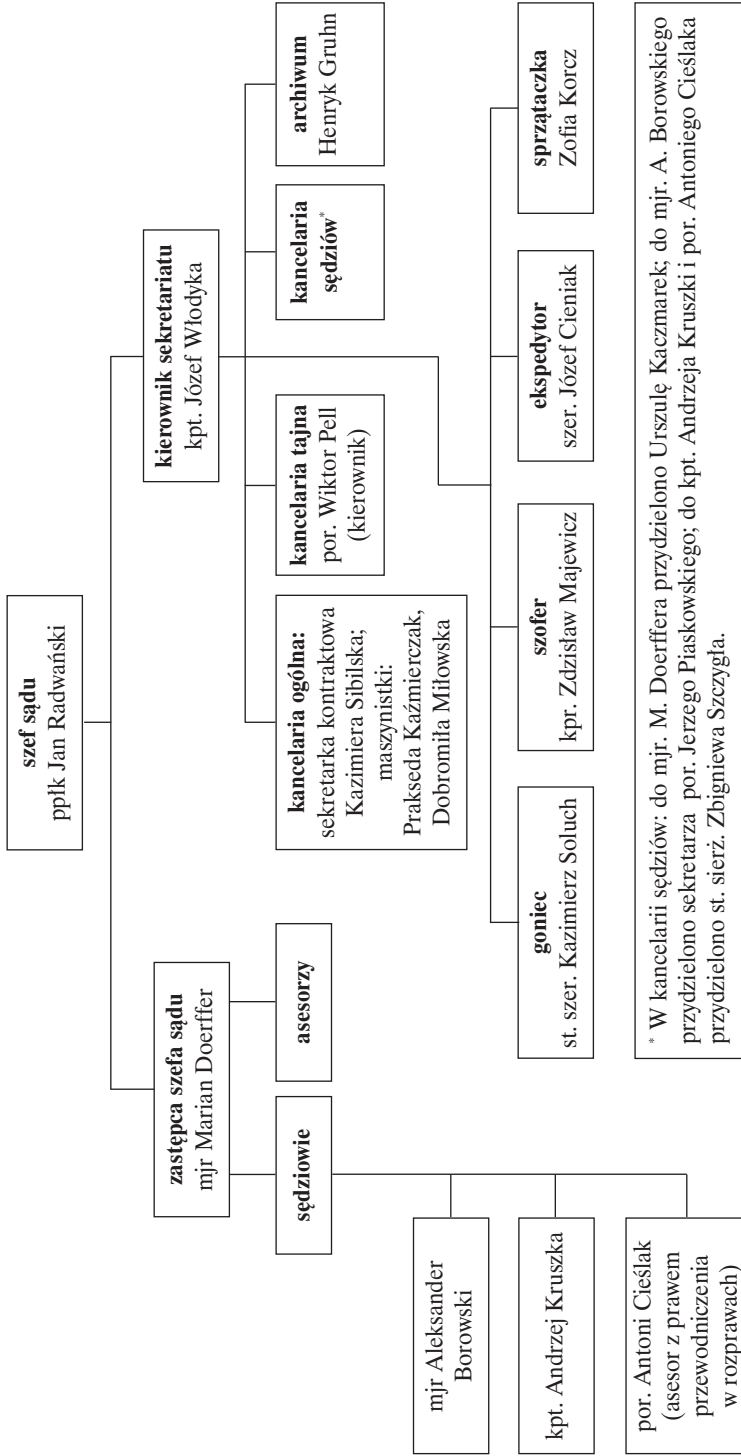 szef sądu
ppłk Jan Radwański
zastępca szefa sądu
mjr Marian Doerffer
kierownik sekretariatu
kpt. Józef Włodyka
sędziowie
asesorzy
kancelaria ogólna:
sekretarka kontraktowa
Kazimiera Sibilska;
maszynistki:
Prakseda Kaźmierczak,
Dobromiła Miłowska
kancelaria tajna
por. Wiktor Pell
(kierownik)
kancelaria
sędziów*
archiwum
Henryk Gruhn
mjr Aleksander
Borowski
kpt. Andrzej Kruszka
por. Antoni Cieślak
(asesor z prawem
przewodniczenia
w rozprawach)
goniec
st. szer. Kazimierz Soluch
szofer
kpr. Zdzisław Majewicz
ekspedytor
szer. Józef Cieniak
sprzątaczka
Zofia Korcz
* W kancelarii sędziów: do mjr. M. Doerffera przydzielono Urszulę Kaczmarek; do mjr. A. Borowskiego
przydzielono sekretarza por. Jerzego Piaskowskiego; do kpt. Andrzeja Kruszki i por. Antoniego Cieślaka
przydzielono st. sierż. Zbigniewa Szczygła.